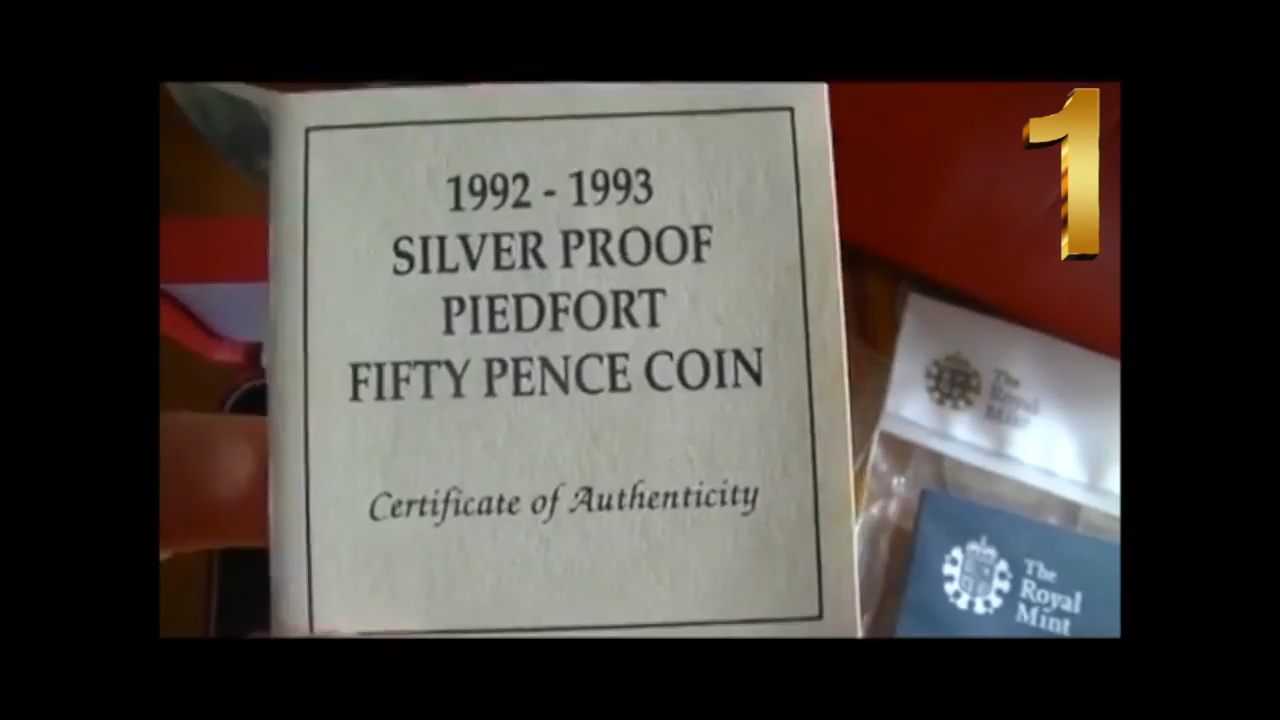 1992 - 1993
SILVER PROOF
PIEDFORT
FIFTY PENCE COIN
Certificate of Authenticity
1
The
Royal
Mint
The
Royal
Mint